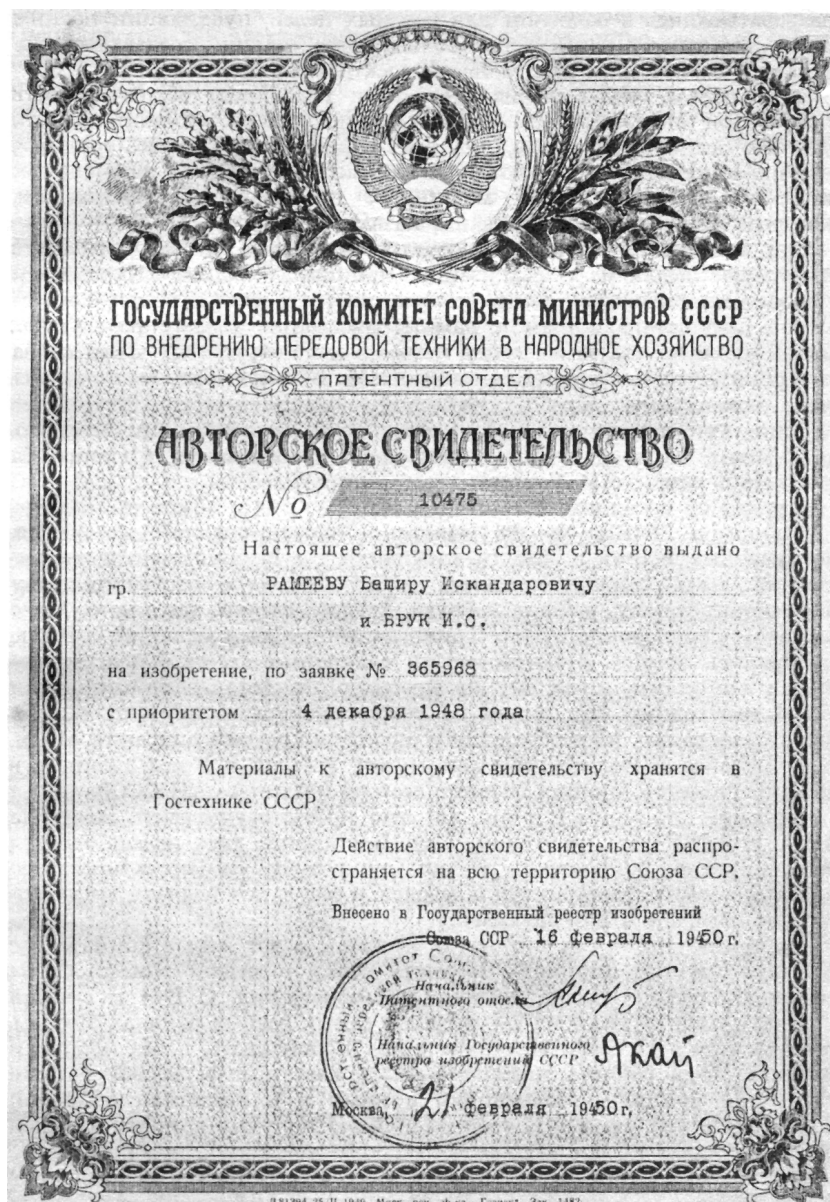 ГОСУДАРСТВЕННЫЙ КОМИТЕТ СОВЕТА МИНИСТРОВ СССР
ПО ВНЕДРЕНИЮ ПЕРЕДОВОЙ ТЕХНИКИ В НАРОДНОЕ ХОЗЯЙСТВО
ПАТЕНТНЫЙ ОТДЕЛ
АВТОРСКОЕ СВИДЕТЕЛЬСТВО
№ 10475
Настоящее авторское свидетельство выдано
гр. РАМЕЕВУ Баширу Искандаровичу
и БРУК И.С.
на изобретение, по заявке № 365968
с приоритетом 4 декабря 1948 года
Материалы к авторскому свидетельству хранятся в
Гостехнике СССР
Действие авторского свидетельства распро-
страняется на всю территорию Союза ССР.
Внесено в Государственный реестр изобретений
Союза ССР 16 февраля 1950 г.
Начальник
Патентного отдела
Начальник Государственного
реестра изобретений СССР
Москва, 21 февраля 1950 г.